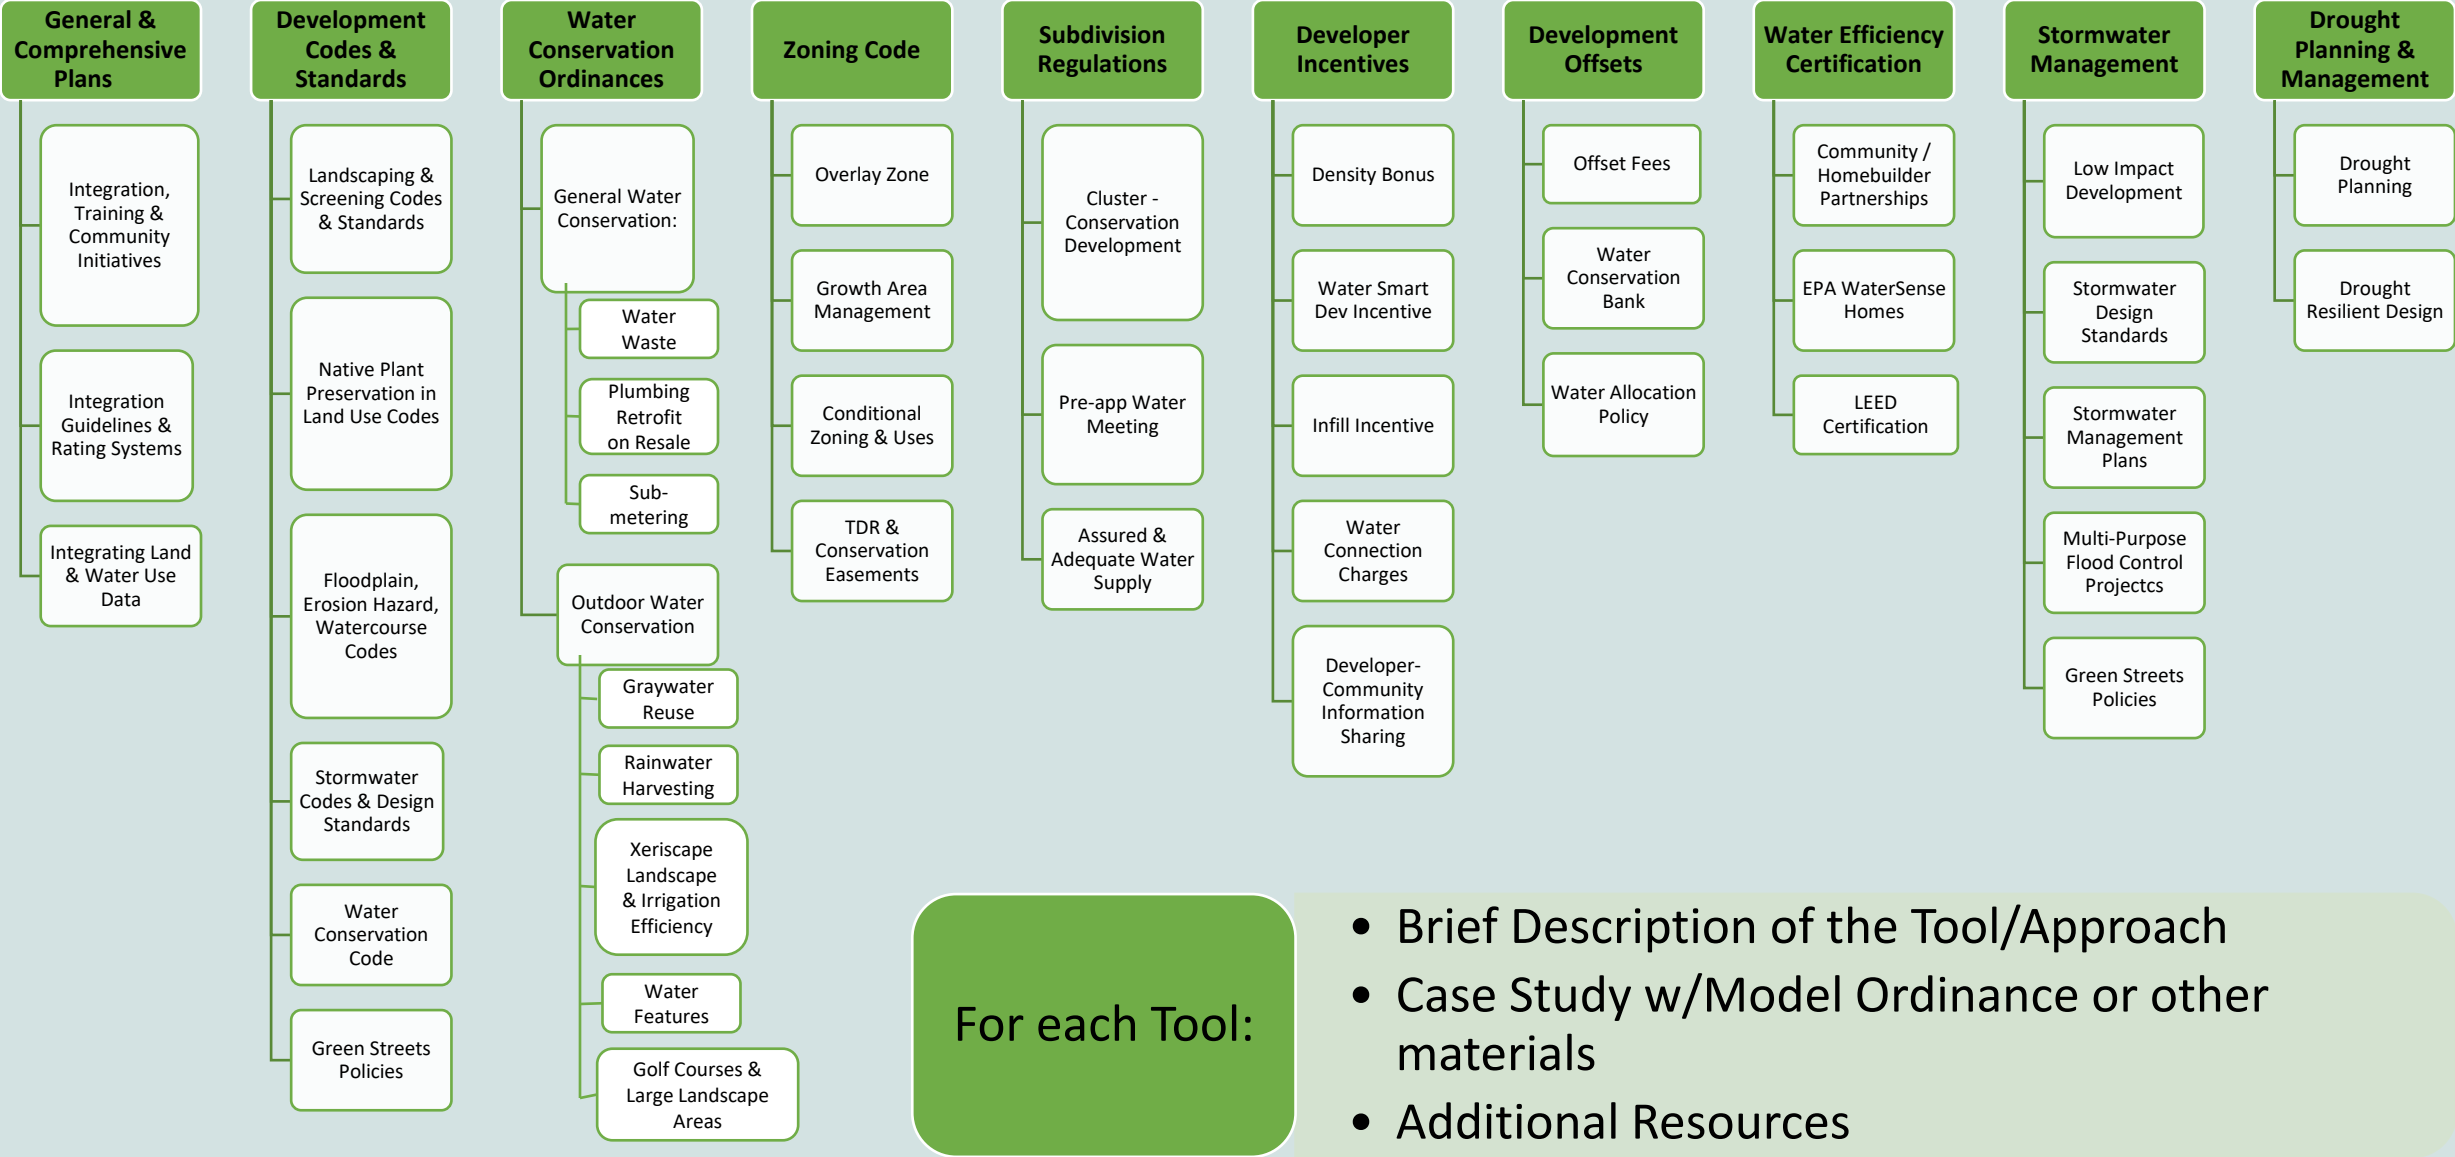 General &
Comprehensive
Plans
Integration,
Training &
Community
Initiatives
Integration
Guidelines &
Rating Systems
Integrating Land
& Water Use
Data
Development
Codes &
Standards
Landscaping &
Screening Codes
& Standards
Native Plant
Preservation in
Land Use Codes
Floodplain,
Erosion Hazard,
Watercourse
Codes
Stormwater
Codes & Design
Standards
Water
Conservation
Code
Green Streets
Policies
Water
Conservation
Ordinances
General Water
Conservation:
Water
Waste
Plumbing
Retrofit
on Resale
Sub-
metering
Outdoor Water
Conservation
Graywater
Reuse
Rainwater
Harvesting
Xeriscape
Landscape
& Irrigation
Efficiency
Water
Features
Golf Courses &
Large Landscape
Areas
Zoning Code
Overlay Zone
Growth Area
Management
Conditional
Zoning & Uses
TDR &
Conservation
Easements
Subdivision
Regulations
Cluster -
Conservation
Development
Pre-app Water
Meeting
Assured &
Adequate Water
Supply
Developer
Incentives
Density Bonus
Water Smart
Dev Incentive
Infill Incentive
Water
Connection
Charges
Developer-
Community
Information
Sharing
Development
Offsets
Offset Fees
Water
Conservation
Bank
Water Allocation
Policy
Water Efficiency
Certification
Community /
Homebuilder
Partnerships
EPA WaterSense
Homes
LEED
Certification
Stormwater
Management
Low Impact
Development
Stormwater
Design
Standards
Stormwater
Management
Plans
Multi-Purpose
Flood Control
Projectcs
Green Streets
Policies
Drought
Planning &
Management
Drought
Planning
Drought
Resilient Design
For each Tool:
• Brief Description of the Tool/Approach
• Case Study w/Model Ordinance or other
materials
• Additional Resources